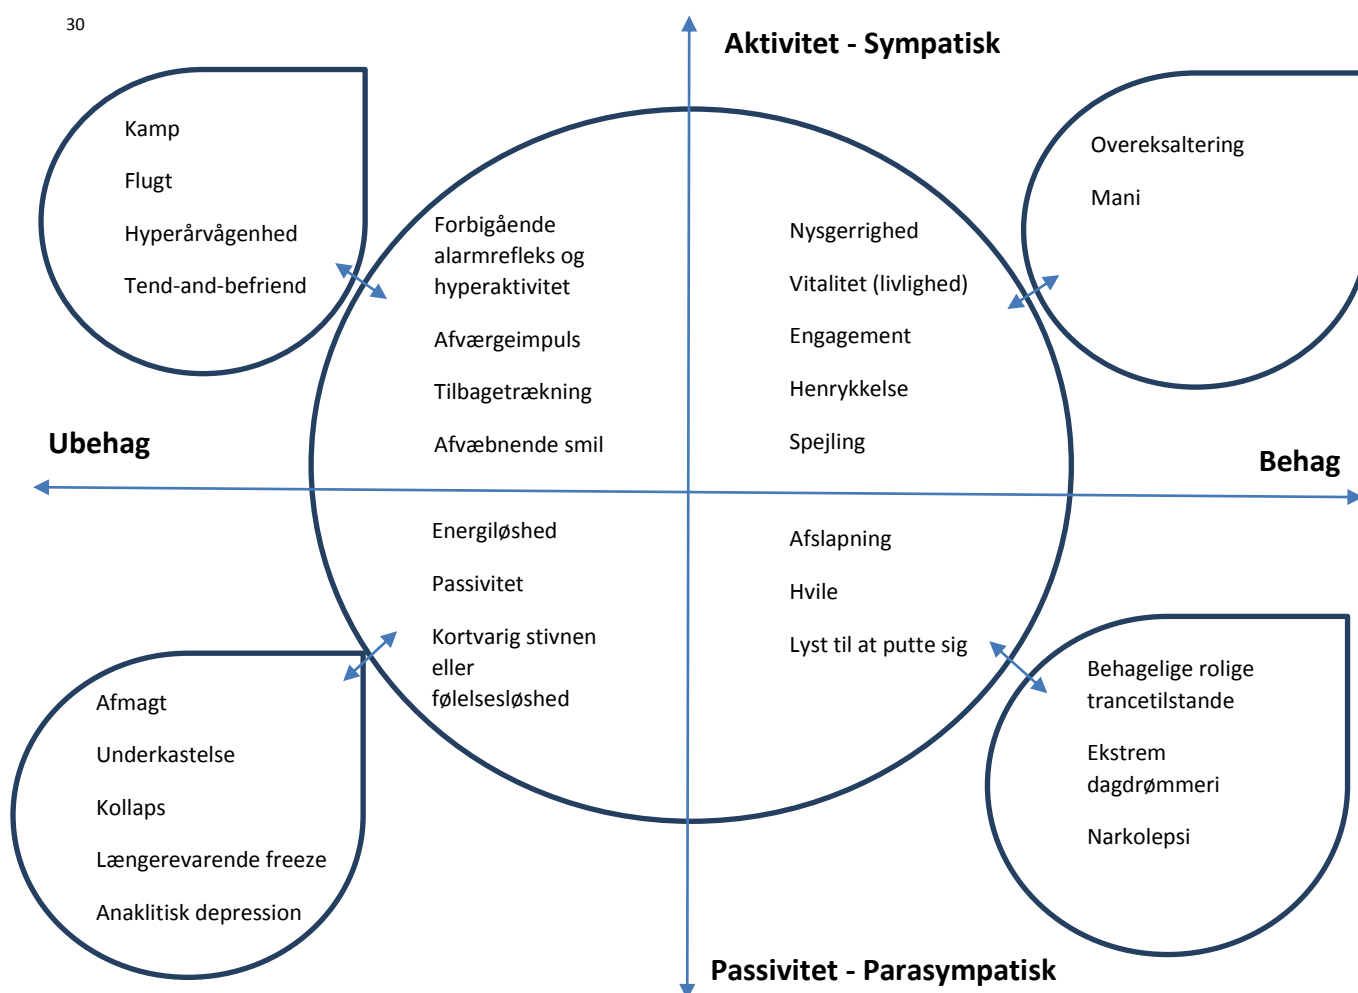 30
Aktivitet - Sympatisk
Kamp
Flugt
Hyperårvågenhed
Tend-and-befriend
Forbigående
alarmrefleks og
hyperaktivitet
Afværgeimpuls
Tilbagetrækning
Afvæbnende smil
Nysgerrighed
Vitalitet (livlighed)
Engagement
Henrykkelse
Spejling
Overeksaltering
Mani
Ubehag
Behag
Energiløshed
Passivitet
Kortvarig stivnen
eller
følelsesløshed
Afslapning
Hvile
Lyst til at putte sig
Afmagt
Underkastelse
Kollaps
Længerevarende freeze
Anaklitisk depression
Behagelige rolige
trancetilstande
Ekstrem
dagdrømmeri
Narkolepsi
Passivitet - Parasympatisk